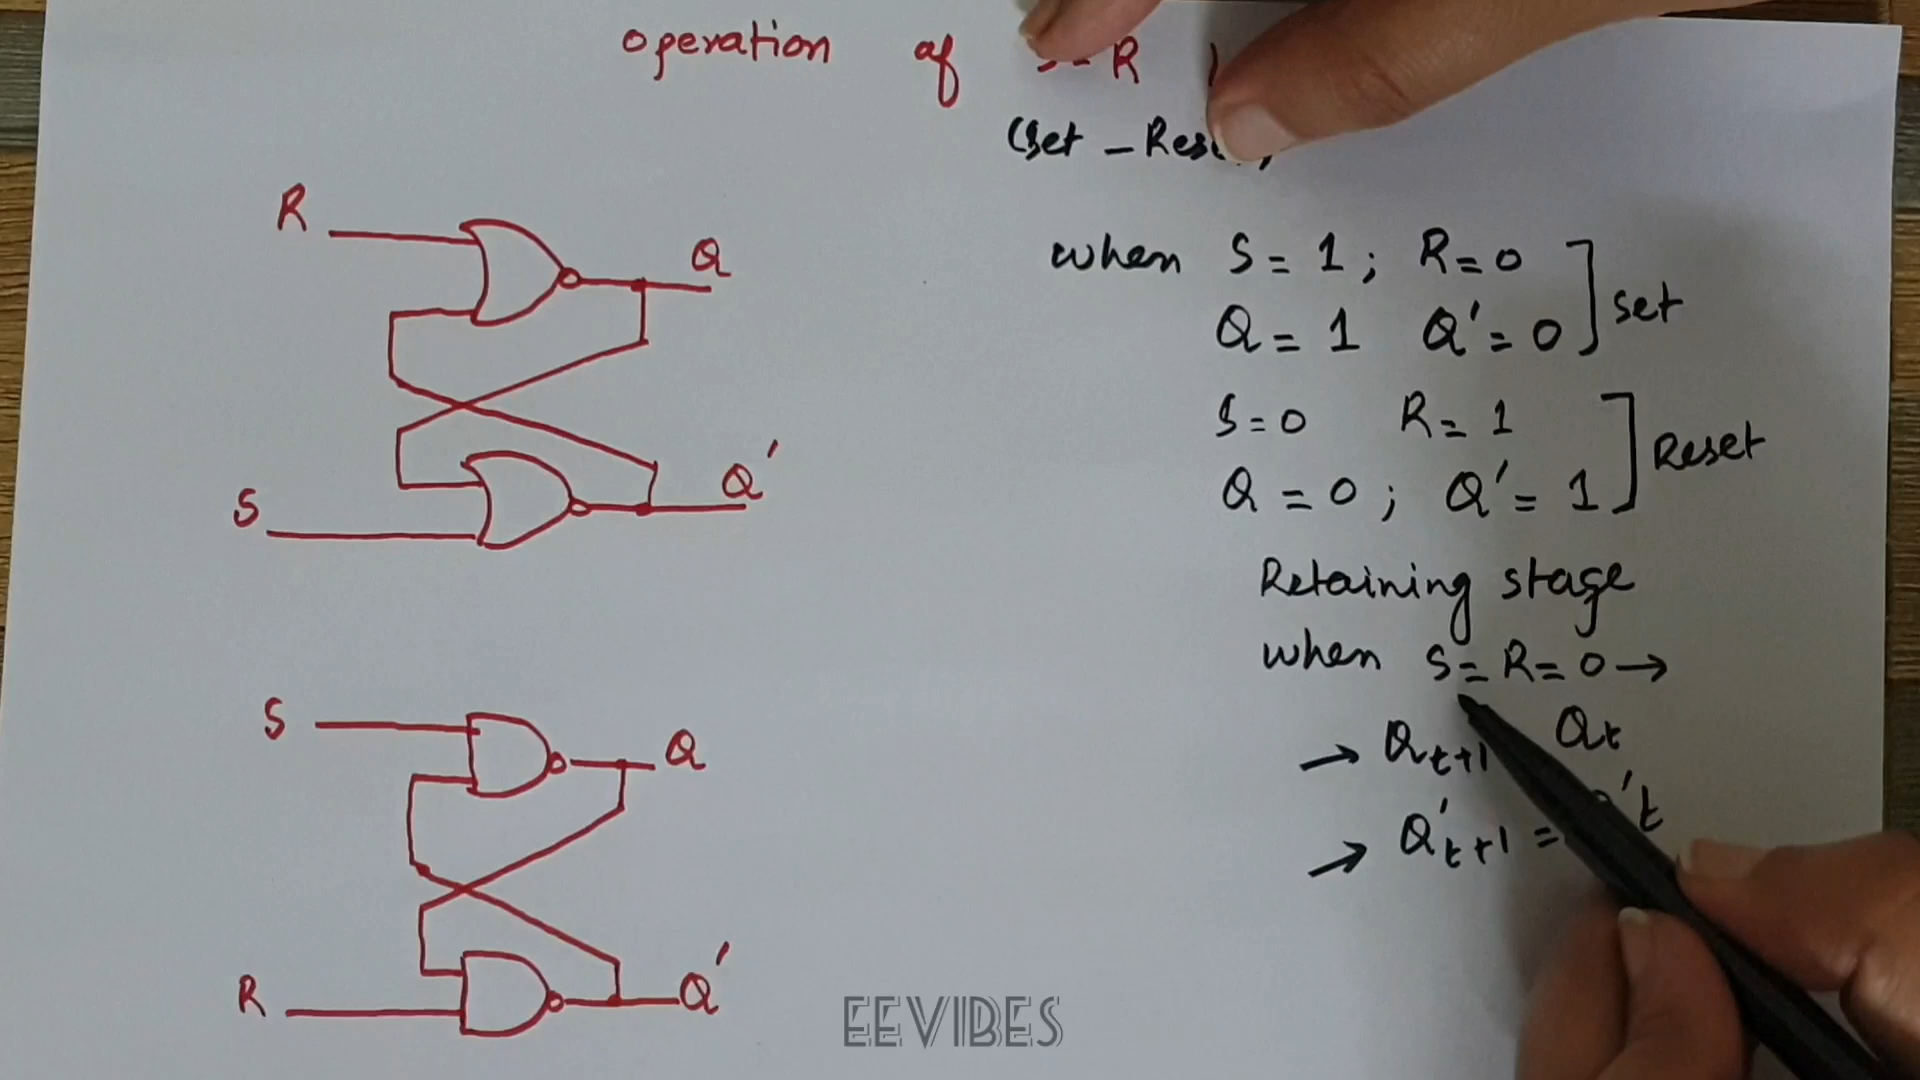 operation of S-R
(Set - Reset)
R
Q
S
Q'
when S = 1 ; R = 0
Q = 1 Q' = 0
set
S = 0 R = 1
Q = 0 ; Q' = 1
Reset
Retaining stage
when S = R = 0 →
→ Qt+1 Qt
→ Q't+1 = 't
S
Q
R
Q'
EEVIBES